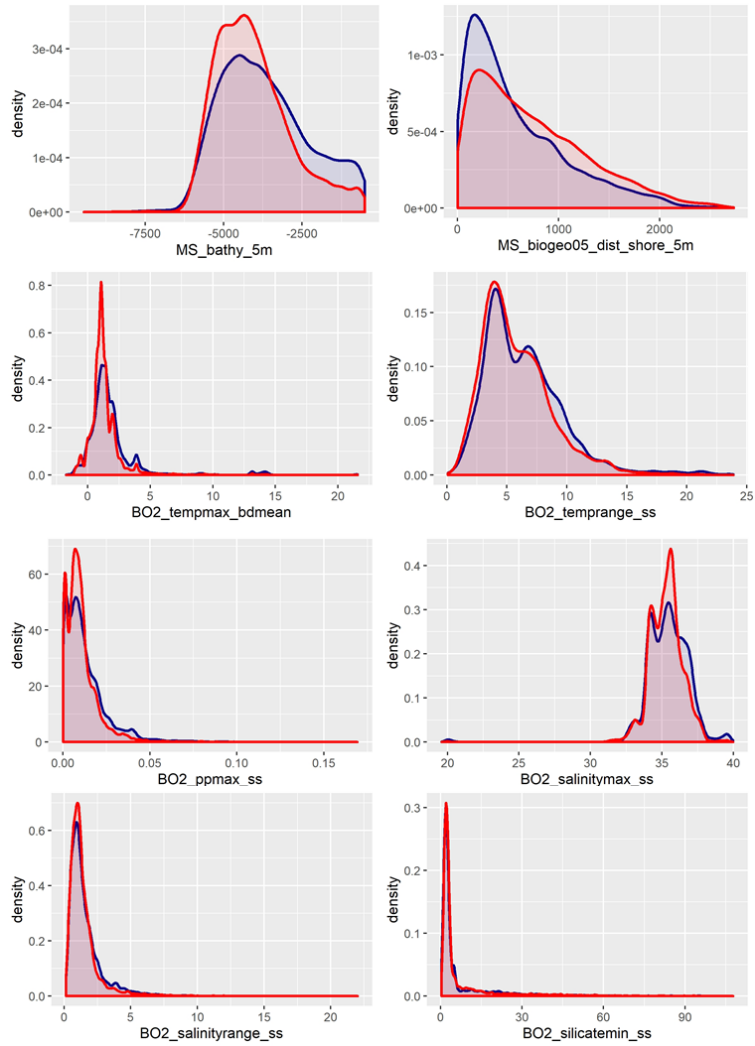 3e-04
2e-04
1e-04
0e+00
density
-7500
-5000
-2500
MS_bathy_5m
1e-03
5e-04
0e+00
density
0
1000
2000
MS_biogeo05_dist_shore_5m
0.8
0.6
0.4
0.2
0.0
density
0
5
10
15
20
BO2_tempmax_bdmean
0.15
0.10
0.05
0.00
density
0
5
10
15
20
25
BO2_temprange_ss
60
40
20
0
density
0.00
0.05
0.10
0.15
BO2_ppmax_ss
0.4
0.3
0.2
0.1
0.0
density
20
25
30
35
40
BO2_salinitymax_ss
0.6
0.4
0.2
0.0
density
0
5
10
15
20
BO2_salinityrange_ss
0.3
0.2
0.1
0.0
density
0
30
60
90
BO2_silicatemin_ss